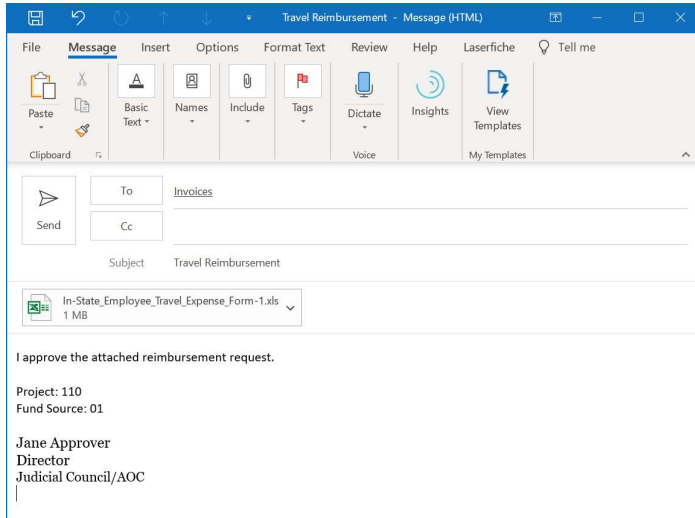 Travel Reimbursement - Message (HTML)
File Message Insert Options Format Text Review Help Laserfiche Tell me
Paste
Basic Text
Names
Include
Tags
Dictate
Insights
View Templates
Clipboard
Voice
My Templates
Send
To
Invoices
Cc
Subject
Travel Reimbursement
In-State_Employee_Travel_Expense_Form-1.xls
1 MB
I approve the attached reimbursement request.
Project: 110
Fund Source: 01
Jane Approver
Director
Judicial Council/AOC